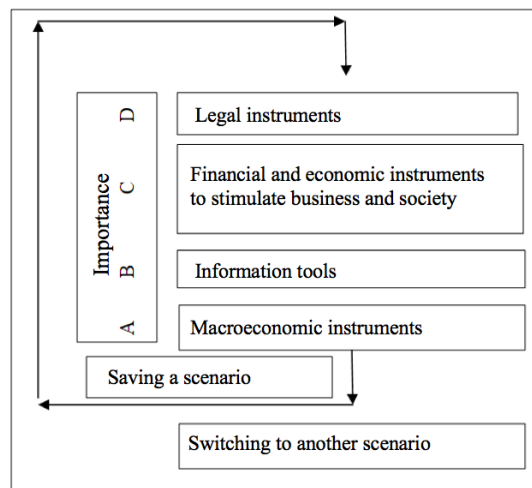 Importance
D
C
B
A
Legal instruments
Financial and economic instruments
to stimulate business and society
Information tools
Macroeconomic instruments
Saving a scenario
Switching to another scenario